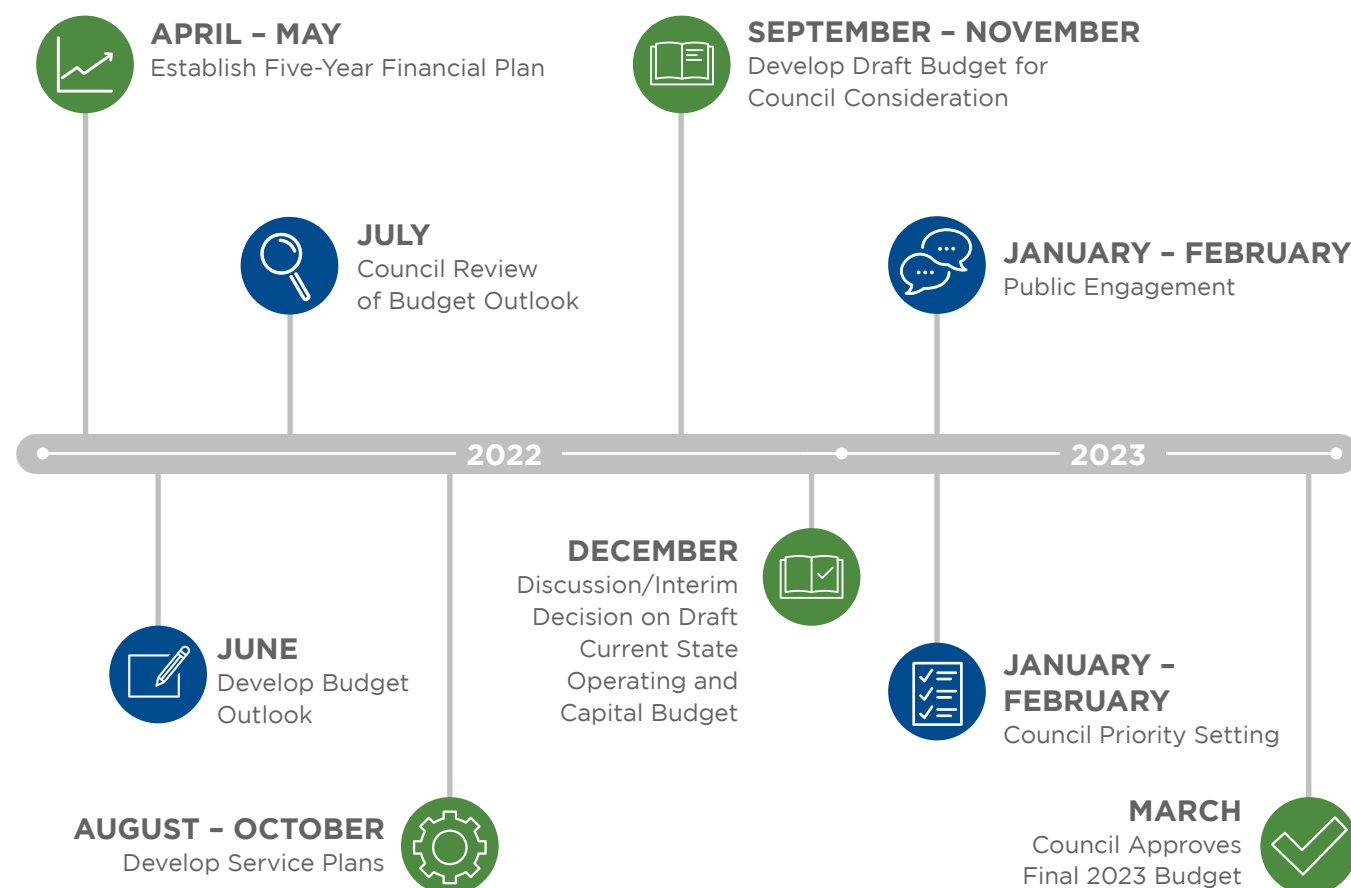 APRIL – MAY
Establish Five-Year Financial Plan
SEPTEMBER – NOVEMBER
Develop Draft Budget for
Council Consideration
JULY
Council Review
of Budget Outlook
JANUARY – FEBRUARY
Public Engagement
2022
2023
DECEMBER
Discussion/Interim
Decision on Draft
Current State
Operating and
Capital Budget
JUNE
Develop Budget
Outlook
JANUARY –
FEBRUARY
Council Priority Setting
AUGUST – OCTOBER
Develop Service Plans
MARCH
Council Approves
Final 2023 Budget